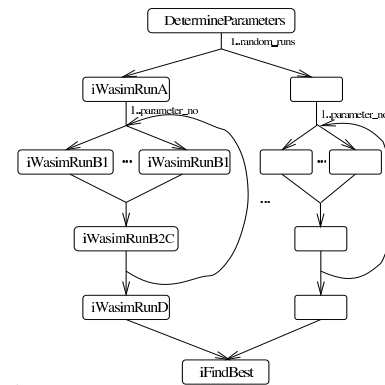 DetermineParameters
1..random_runs
iWasimRunA
1..parameter_no
1..parameter_no
iWasimRunB1 ... iWasimRunB1
...
...
iWasimRunB2C
iWasimRunD
iFindBest